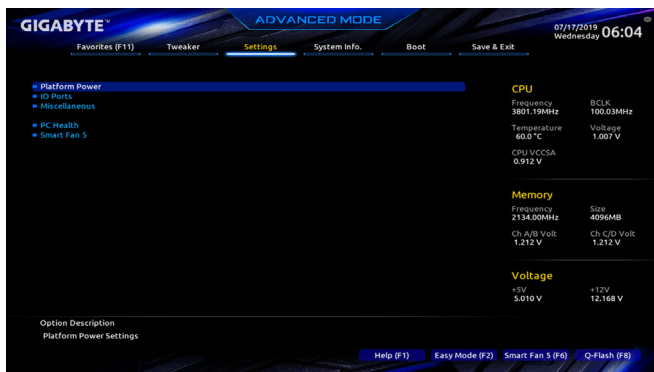 GIGABYTE™
ADVANCED MODE
07/17/2019
Wednesday 06:04
Favorites (F11) Tweaker Settings System Info. Boot Save & Exit
Platform Power
IO Ports
Miscellaneous
PC Health
Smart Fan 5
CPU
Frequency BCLK
3801.19MHz 100.03MHz
Temperature Voltage
60.0 °C 1.007 V
CPU VCCSA
0.912 V
Memory
Frequency Size
2134.00MHz 4096MB
Ch A/B Volt Ch C/D Volt
1.212 V 1.212 V
Voltage
+5V +12V
5.010 V 12.168 V
Option Description
Platform Power Settings
Help (F1) Easy Mode (F2) Smart Fan 5 (F6) Q-Flash (F8)